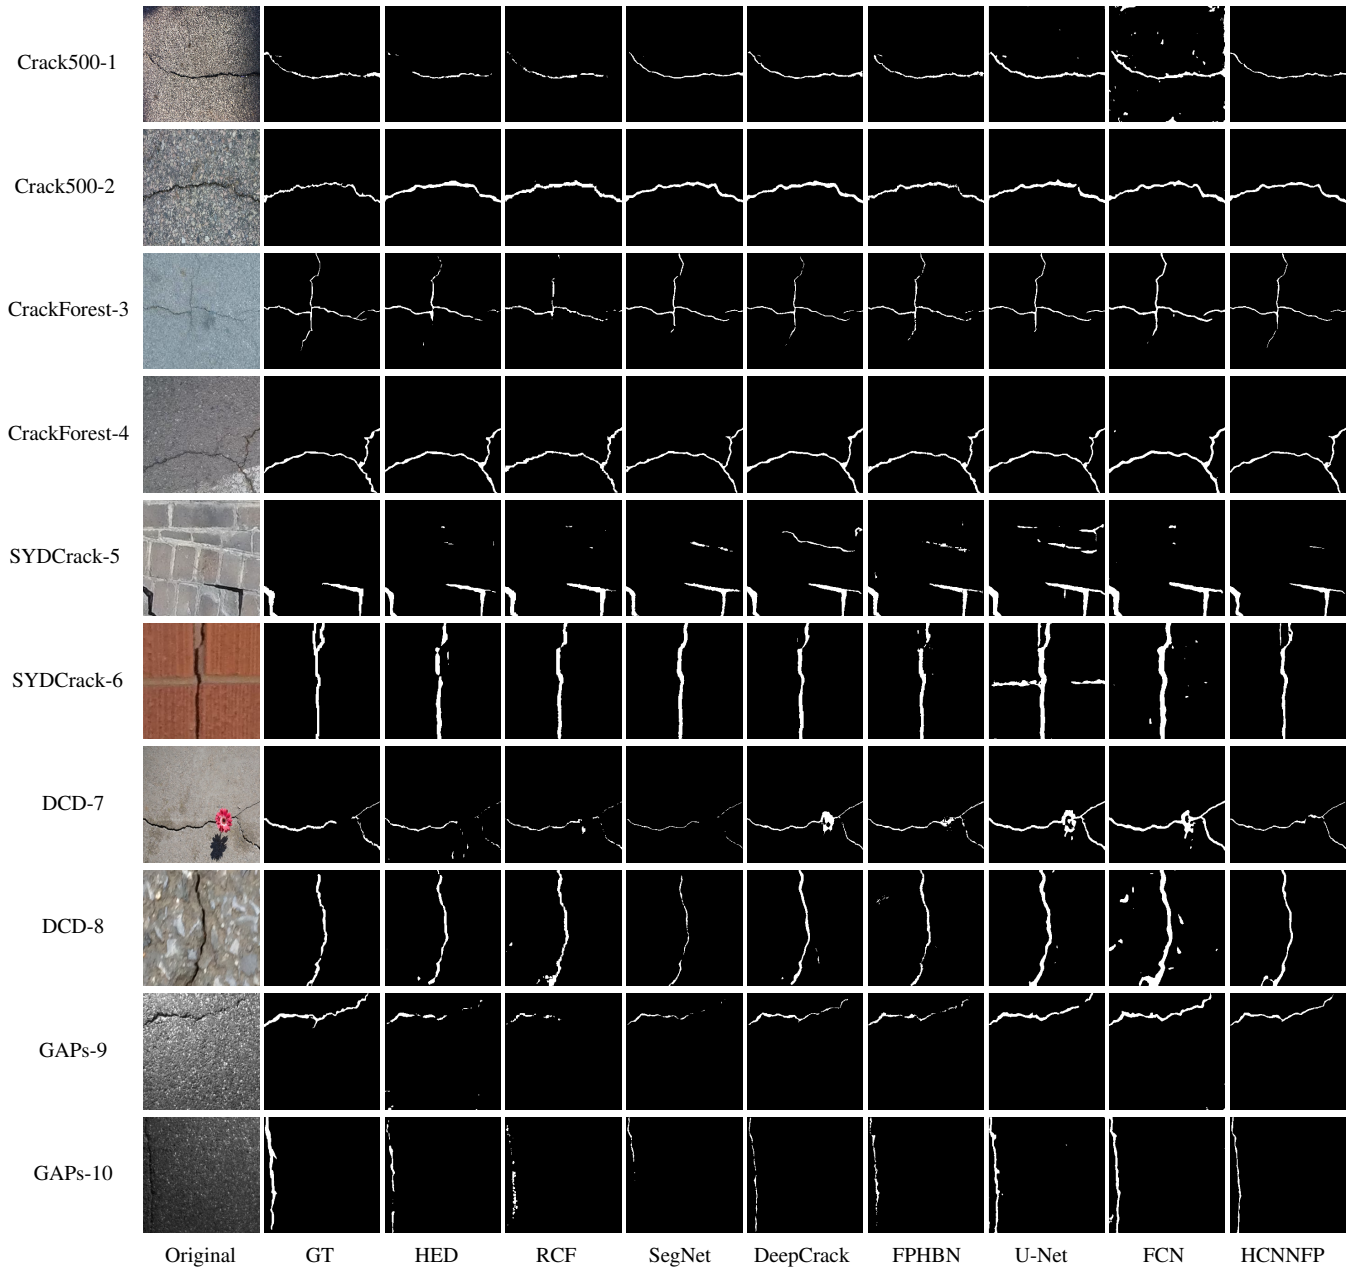 Crack500-1
Crack500-2
CrackForest-3
CrackForest-4
SYDCrack-5
SYDCrack-6
DCD-7
DCD-8
GAPs-9
GAPs-10
Original GT HED RCF SegNet DeepCrack FPHBN U-Net FCN HCNNFP